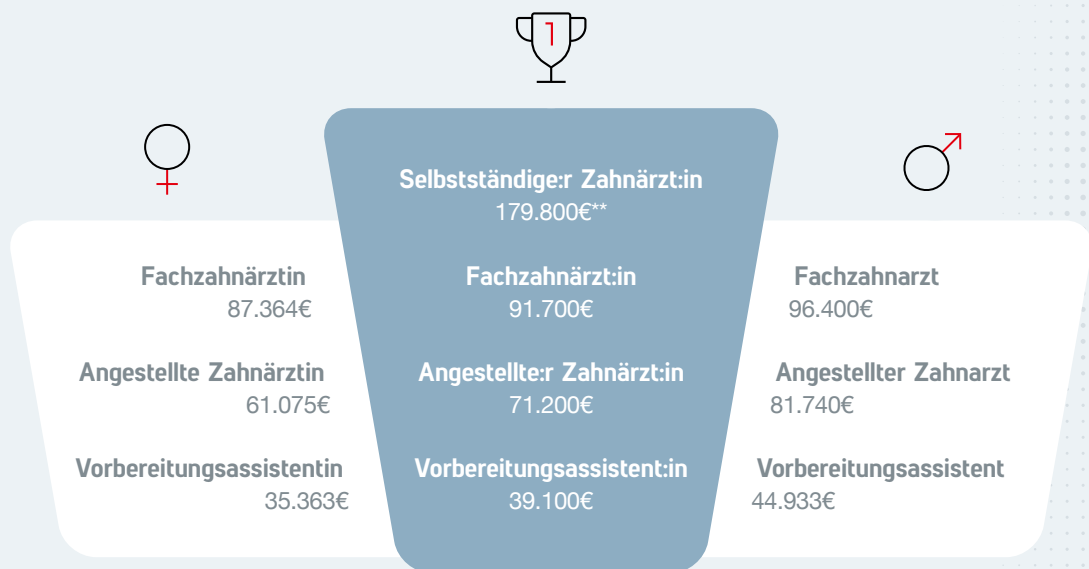 1
Selbstständige:r Zahnärzt:in
179.800€**
Fachzahnärztin
87.364€
Angestellte Zahnärztin
61.075€
Vorbereitungsassistentin
35.363€
Fachzahnärzt:in
91.700€
Angestellte:r Zahnärzt:in
71.200€
Vorbereitungsassistent:in
39.100€
Fachzahnarzt
96.400€
Angestellter Zahnarzt
81.740€
Vorbereitungsassistent
44.933€